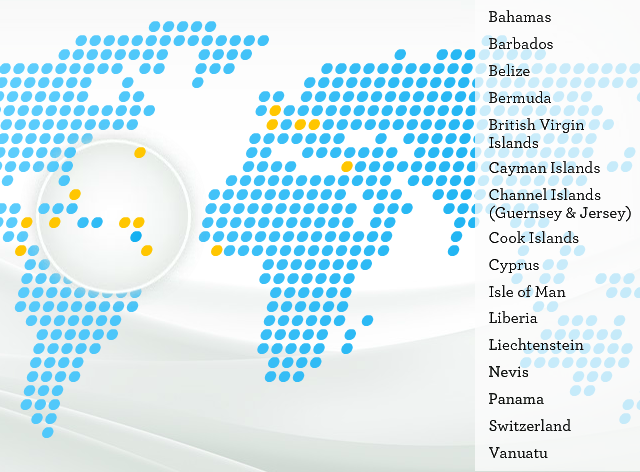 Bahamas
Barbados
Belize
Bermuda
British Virgin
Islands
Cayman Islands
Channel Islands
(Guernsey & Jersey)
Cook Islands
Cyprus
Isle of Man
Liberia
Liechtenstein
Nevis
Panama
Switzerland
Vanuatu